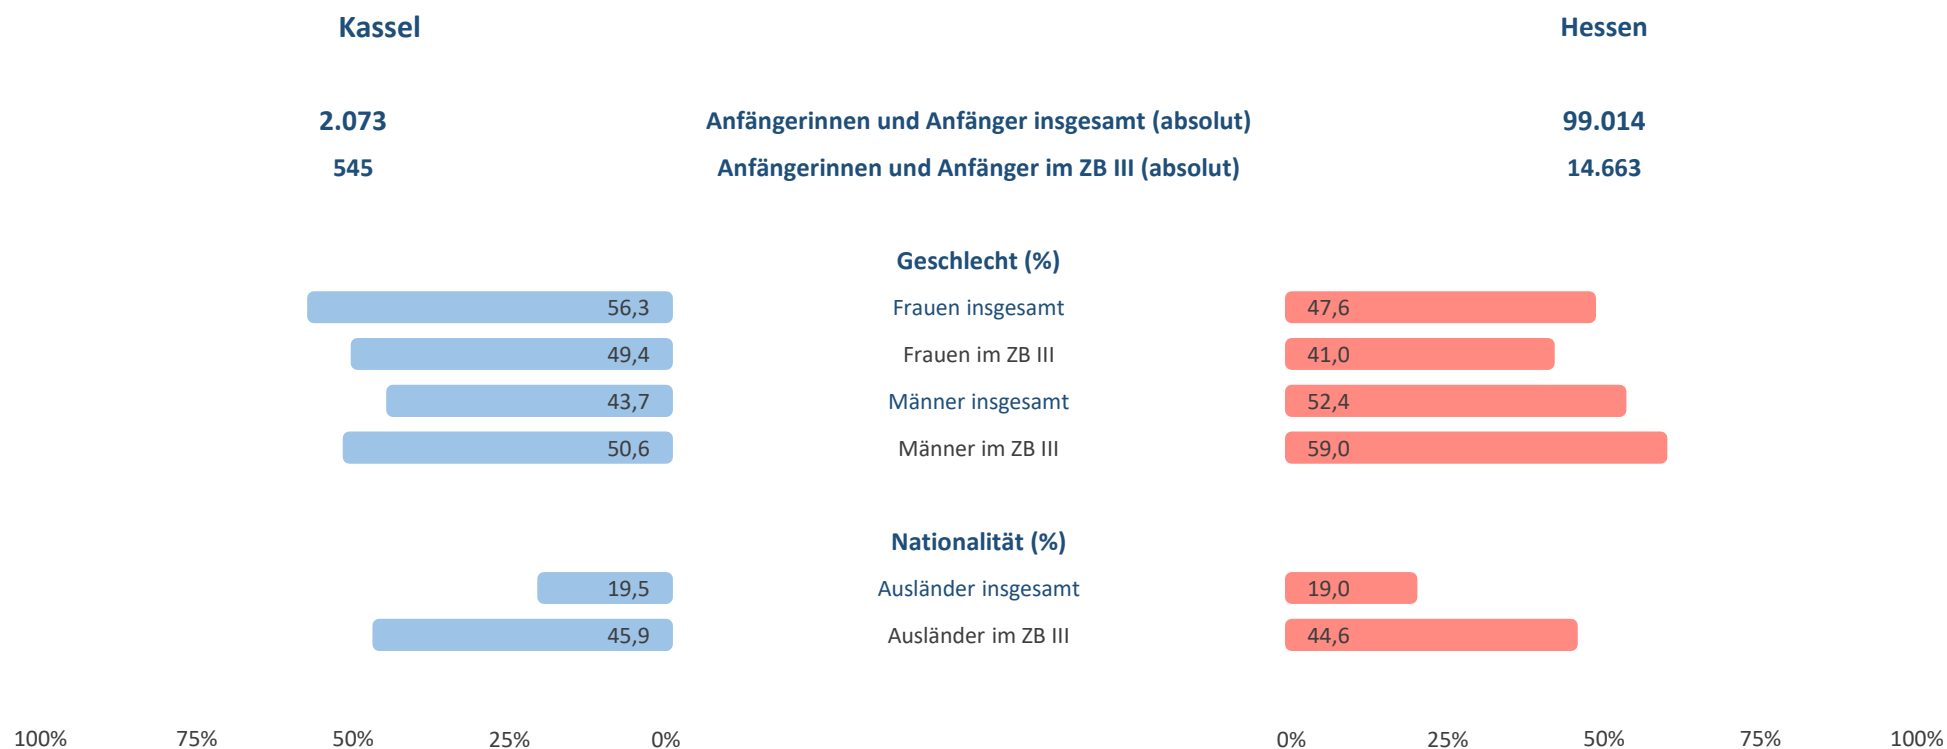 Kassel Hessen
2.073 Anfängerinnen und Anfänger insgesamt (absolut) 99.014
545 Anfängerinnen und Anfänger im ZB III (absolut) 14.663
Geschlecht (%)
56,3 Frauen insgesamt 47,6
49,4 Frauen im ZB III 41,0
43,7 Männer insgesamt 52,4
50,6 Männer im ZB III 59,0
Nationalität (%)
19,5 Ausländer insgesamt 19,0
45,9 Ausländer im ZB III 44,6
100% 75% 50% 25% 0% 0% 25% 50% 75% 100%